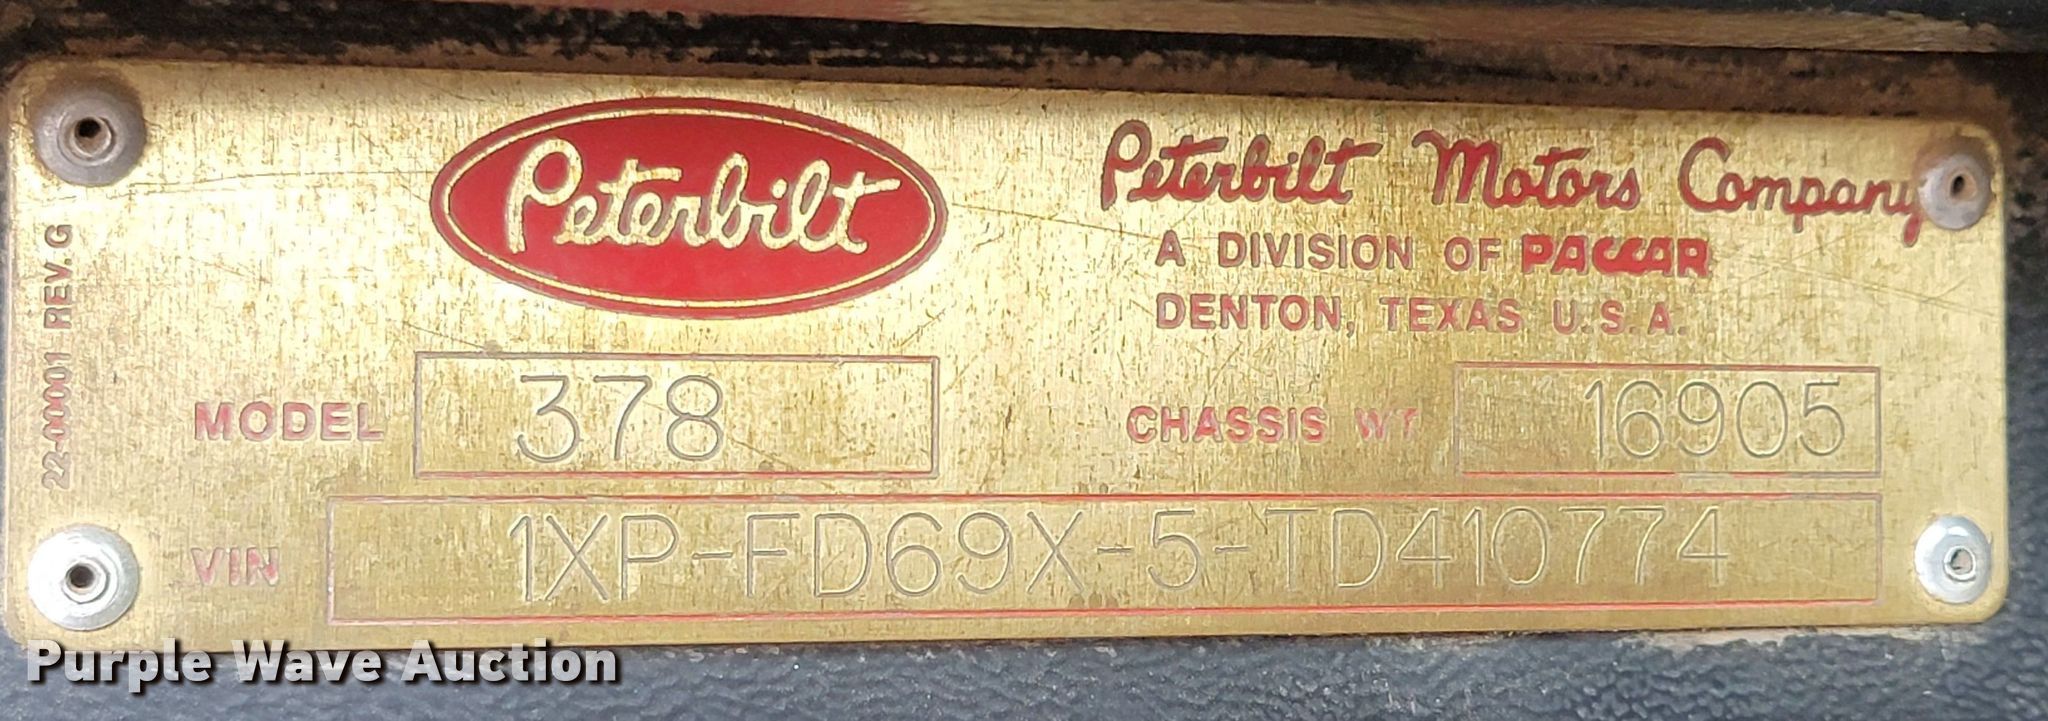 Peterbilt
Peterbilt Motors Company
A DIVISION OF PACCAR
DENTON, TEXAS U.S.A.
22-00001 REV. G
MODEL 378
CHASSIS WT 16905
VIN 1XP-FD69X-5-TD410774
Purple Wave Auction